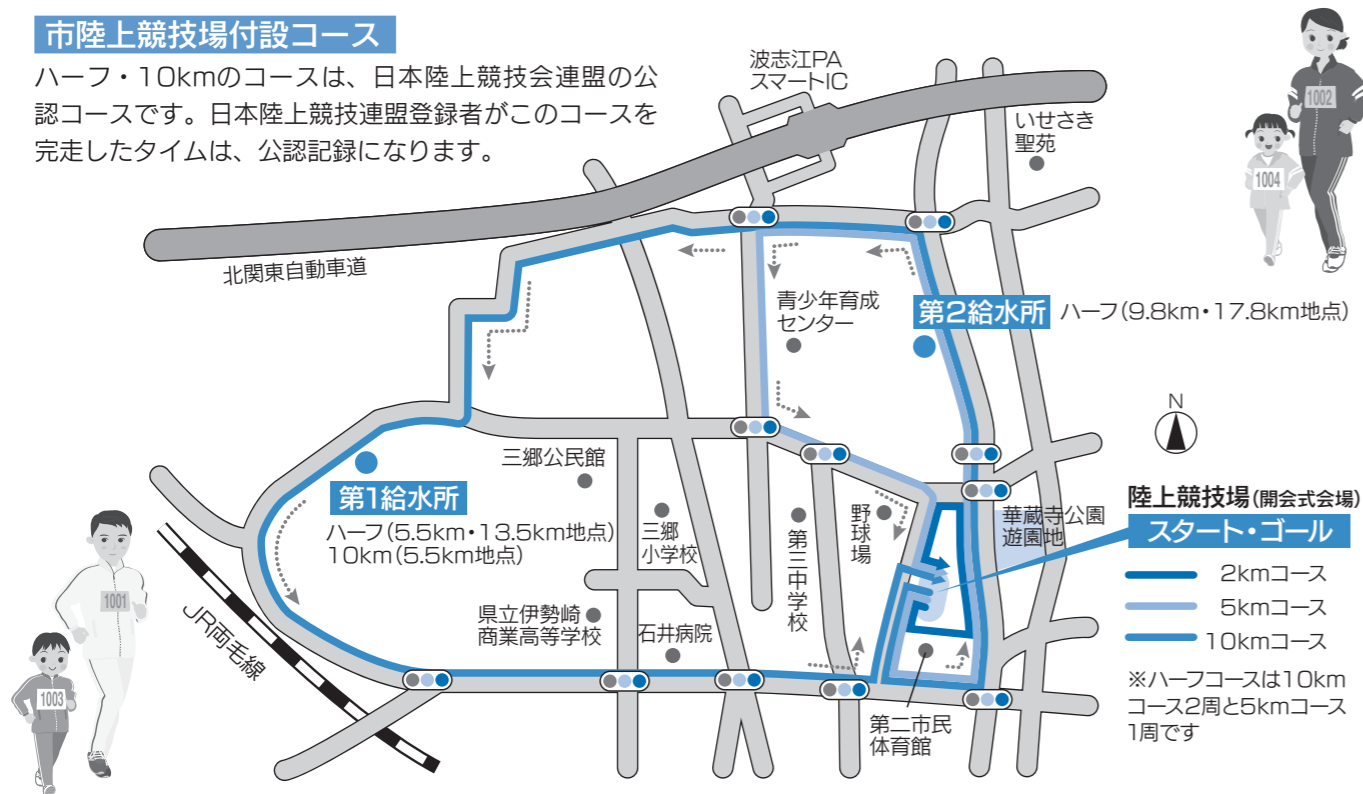 市陸上競技場付設コース
ハーフ・10kmのコースは、日本陸上競技会連盟の公
認コースです。日本陸上競技連盟登録者がこのコースを
完走したタイムは、公認記録になります。
波志江PA
スマートIC
いせさき
聖苑
1002
1004
北関東自動車道
青少年育成
センター
第2給水所
ハーフ(9.8km・17.8km地点)
N
三郷公民館
第1給水所
ハーフ(5.5km・13.5km地点)
10km(5.5km地点)
三郷
小学校
第三中学校
野球場
華蔵寺公園
遊園地
陸上競技場(開会式会場)
スタート・ゴール
2kmコース
5kmコース
10kmコース
※ハーフコースは10km
コース2周と5kmコース
1周です
県立伊勢崎
商業高等学校
石井病院
第二市民
体育館
JR両毛線
1001
1003